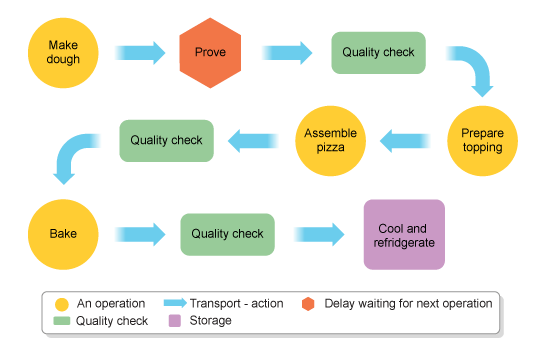 Make
dough
Prove
Quality check
Prepare
topping
Assemble
pizza
Quality check
Bake
Quality check
Cool and
refridgerate
An operation
Transport - action
Delay waiting for next operation
Quality check
Storage